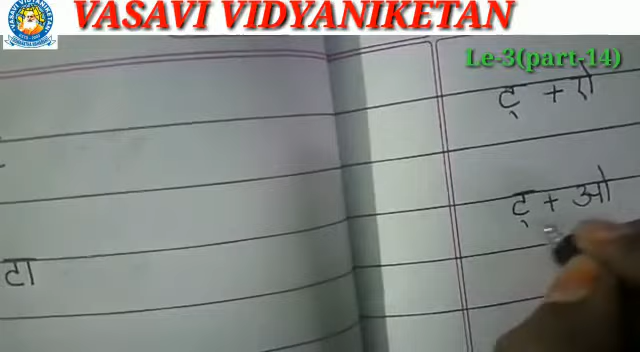 VASAVI VIDYANIKETAN
Le-3(part-14)
ट् + ो
ट् + ओ
टा